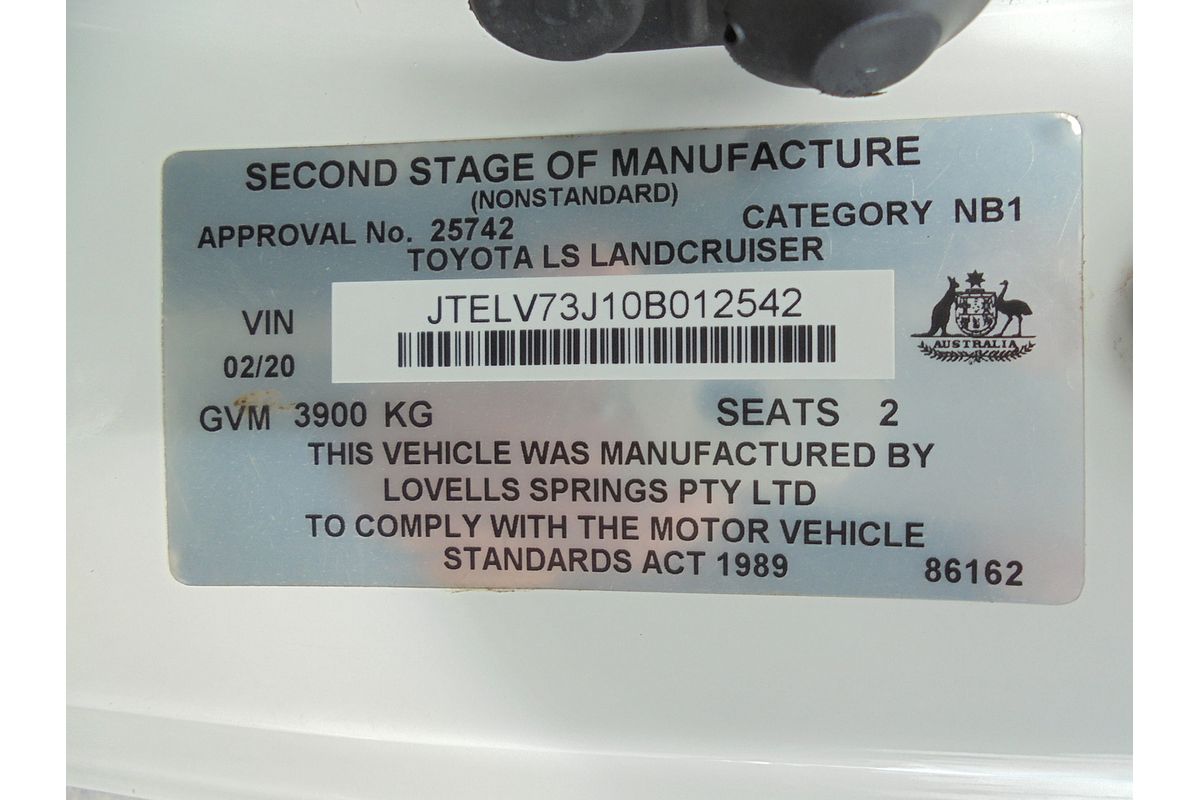 SECOND STAGE OF MANUFACTURE
(NONSTANDARD)
APPROVAL No. 25742 CATEGORY NB1
TOYOTA LS LANDCRUISER
VIN JTELV73J10B012542
AUSTRALIA
02/20
GVM 3900 KG SEATS 2
THIS VEHICLE WAS MANUFACTURED BY
LOVELLS SPRINGS PTY LTD
TO COMPLY WITH THE MOTOR VEHICLE
STANDARDS ACT 1989 86162